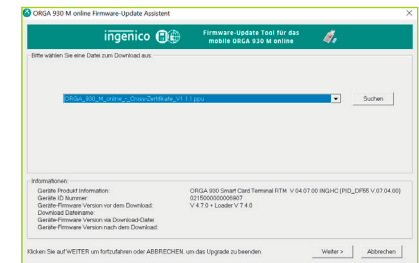 ORGA 930 M online Firmware-Update Assistent
ingenico
Firmware-Update Tool für das
mobile ORGA 930 M online
Bitte wählen Sie eine Datei zum Download aus:
ORGA_930_M_online_-_Cross-Zertifikate_V1.1.ppu
Suchen
Informationen:
Geräte Produkt Information: ORGA 900 Smart Card Terminal RTM V 04.07.00 INGHC (PID_DF55 V.07.04.00)
Geräte ID Nummer: 0215000000006907
Geräte-Firmware Version vor dem Download: V 4.7.0 + Loader V 7.4.0
Download Dateiname:
Geräte-Firmware Version via Download-Datei:
Geräte-Firmware Version nach dem Download:
Klicken Sie auf WEITER um fortzufahren oder ABBRECHEN, um das Upgrade zu beenden
Weiter >
Abbrechen